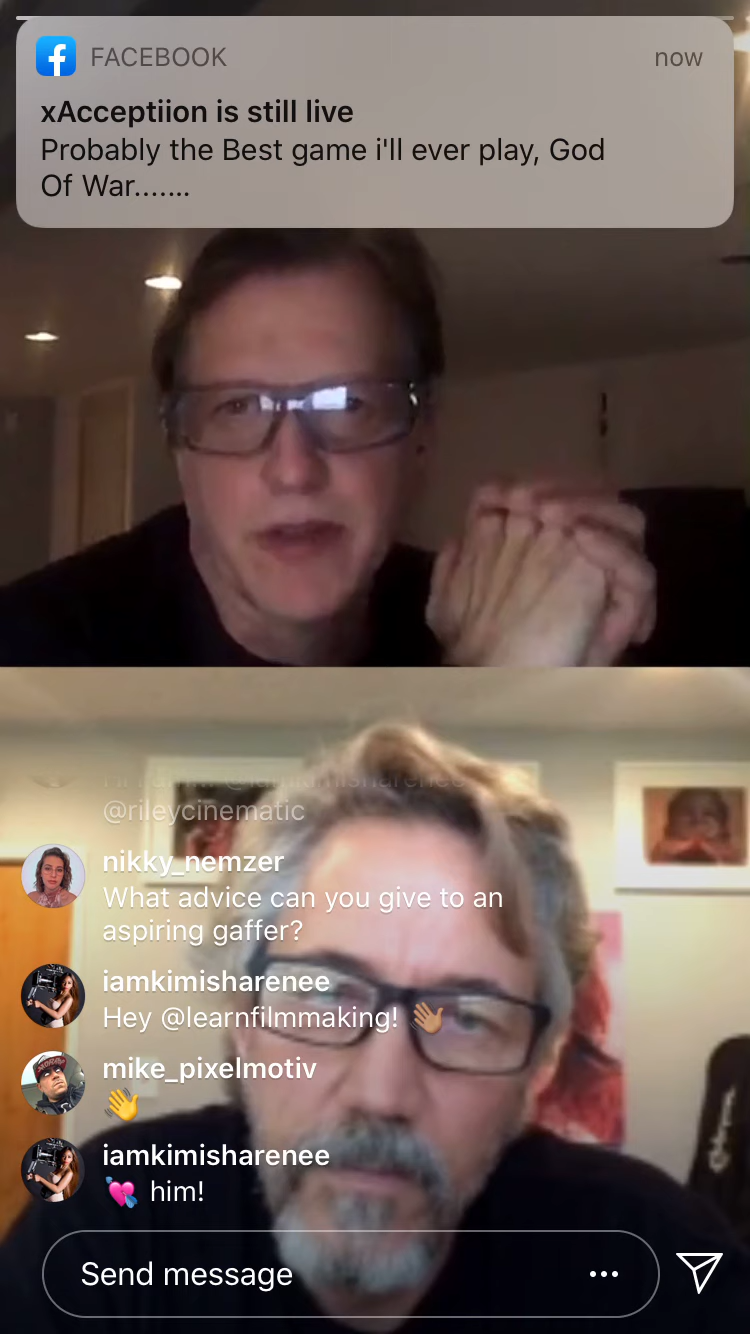 FACEBOOK
now
xAcceptiion is still live
Probably the Best game i'll ever play, God
Of War.......
@rileycinematic
nikky_nemzer
What advice can you give to an
aspiring gaffer?
iamkimisharenee
Hey @learnfilmmaking! 👋🏽
mike_pixelmotiv
👋
iamkimisharenee
💘 him!
Send message